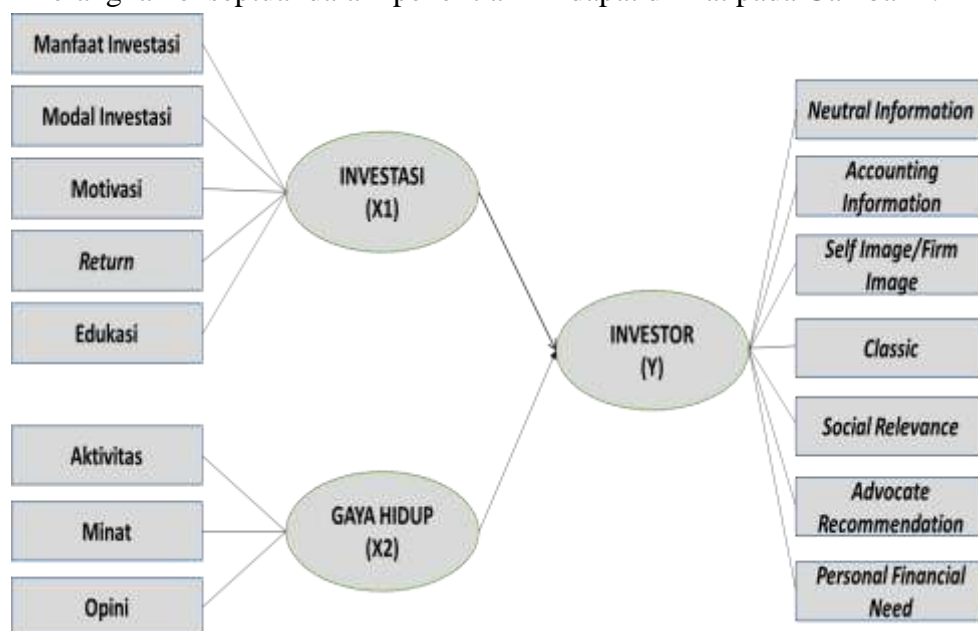 Manfaat Investasi
Modal Investasi
Motivasi
Return
Edukasi
INVESTASI
(X1)
Aktivitas
Minat
Opini
GAYA HIDUP
(X2)
INVESTOR
(Y)
Neutral Information
Accounting
Information
Self Image/Firm
Image
Classic
Social Relevance
Advocate
Recommendation
Personal Financial
Need